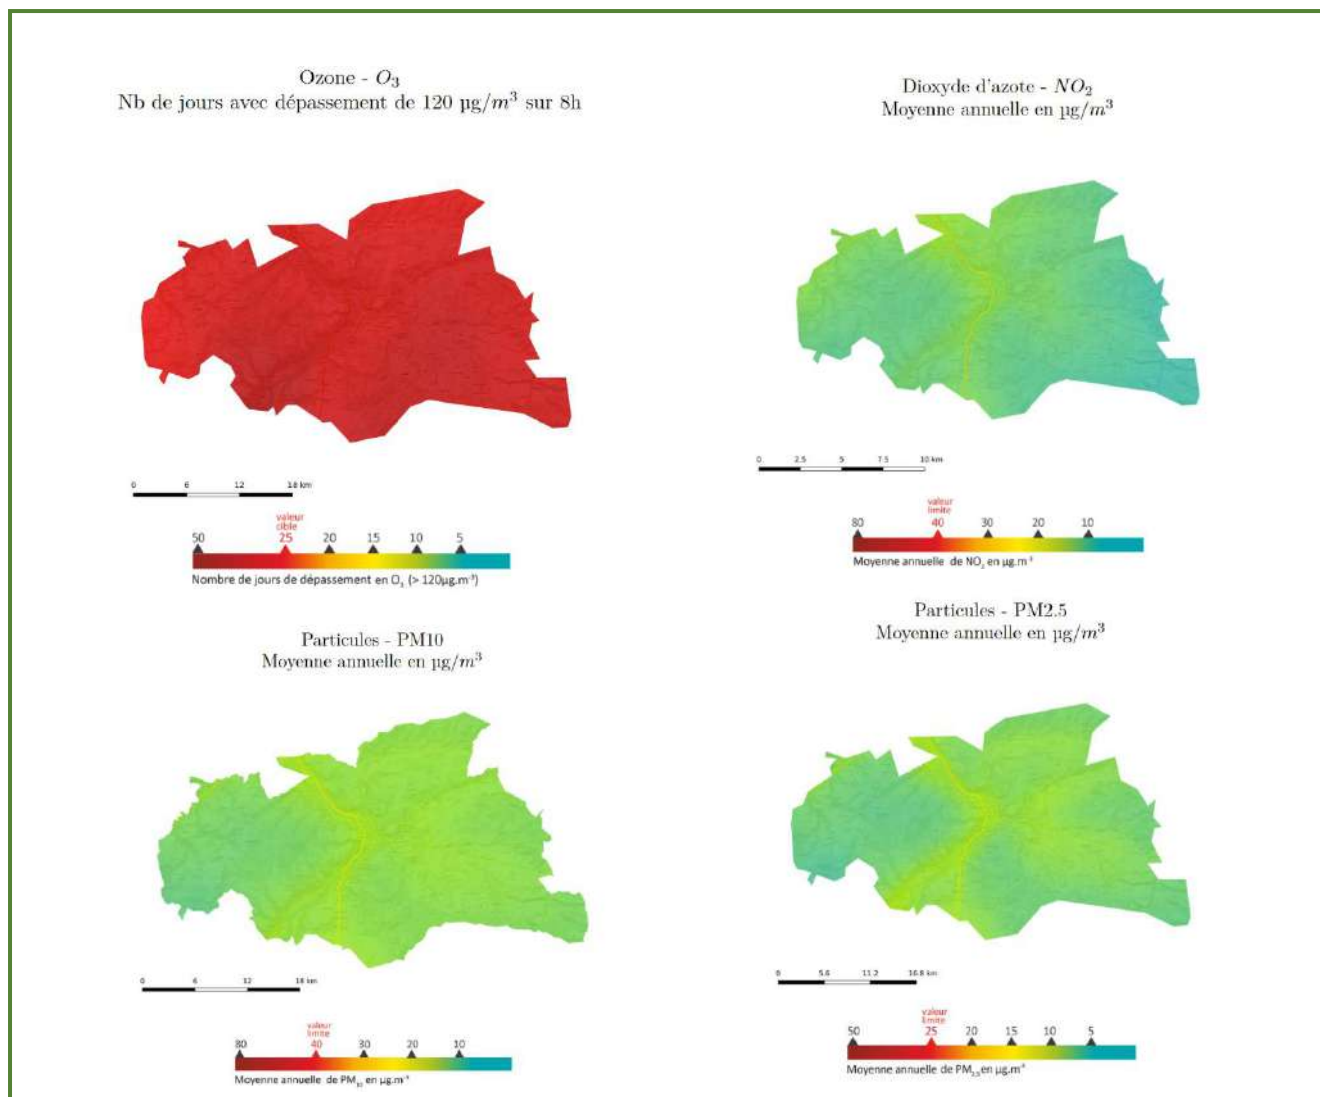 Ozone - O₃
Nb de jours avec dépassement de 120 µg/m³ sur 8h
0 6 12 18 km
valeur
cible
50 25 20 15 10 5
Nombre de jours de dépassement en O₃ (> 120µg.m⁻³)
Dioxyde d'azote - NO₂
Moyenne annuelle en µg/m³
0 2.5 5 7.5 10 km
valeur
limite
80 40 30 20 10
Moyenne annuelle de NO₂ en µg.m⁻³
Particules - PM10
Moyenne annuelle en µg/m³
0 6 12 18 km
valeur
limite
80 40 30 20 10
Moyenne annuelle de PM₁₀ en µg.m⁻³
Particules - PM2.5
Moyenne annuelle en µg/m³
0 5.6 11.2 16.8 km
valeur
limite
50 25 20 15 10 5
Moyenne annuelle de PM₂.₅ en µg.m⁻³